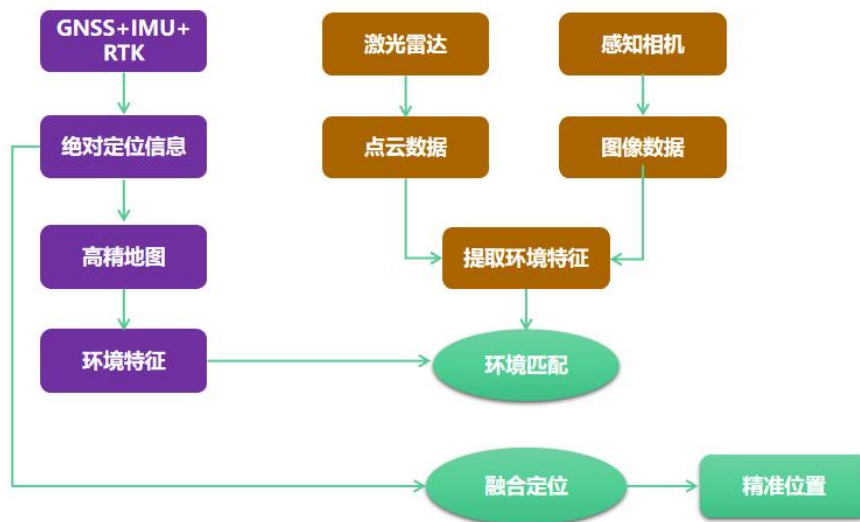 GNSS+IMU+
RTK
激光雷达
感知相机
绝对定位信息
点云数据
图像数据
高精地图
提取环境特征
环境特征
环境匹配
融合定位
精准位置